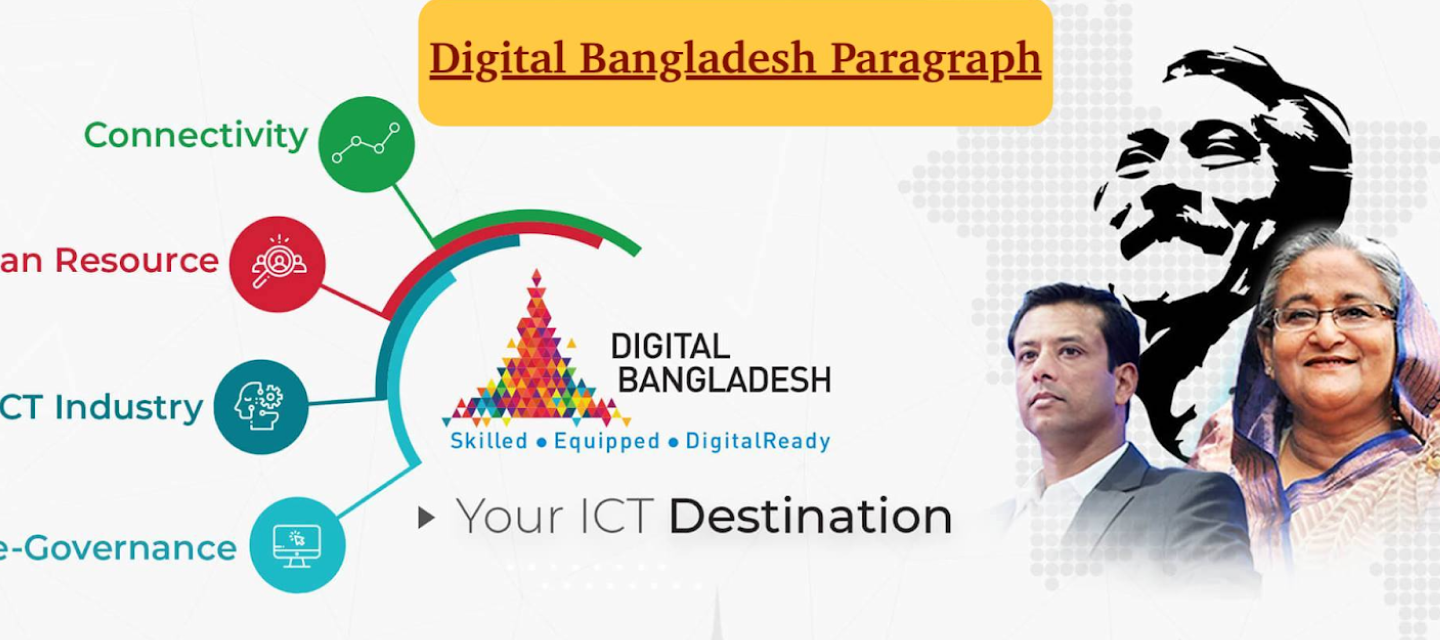 Digital Bangladesh Paragraph
Connectivity
an Resource
CT Industry
e-Governance
DIGITAL
BANGLADESH
Skilled ● Equipped ● DigitalReady
Your ICT Destination